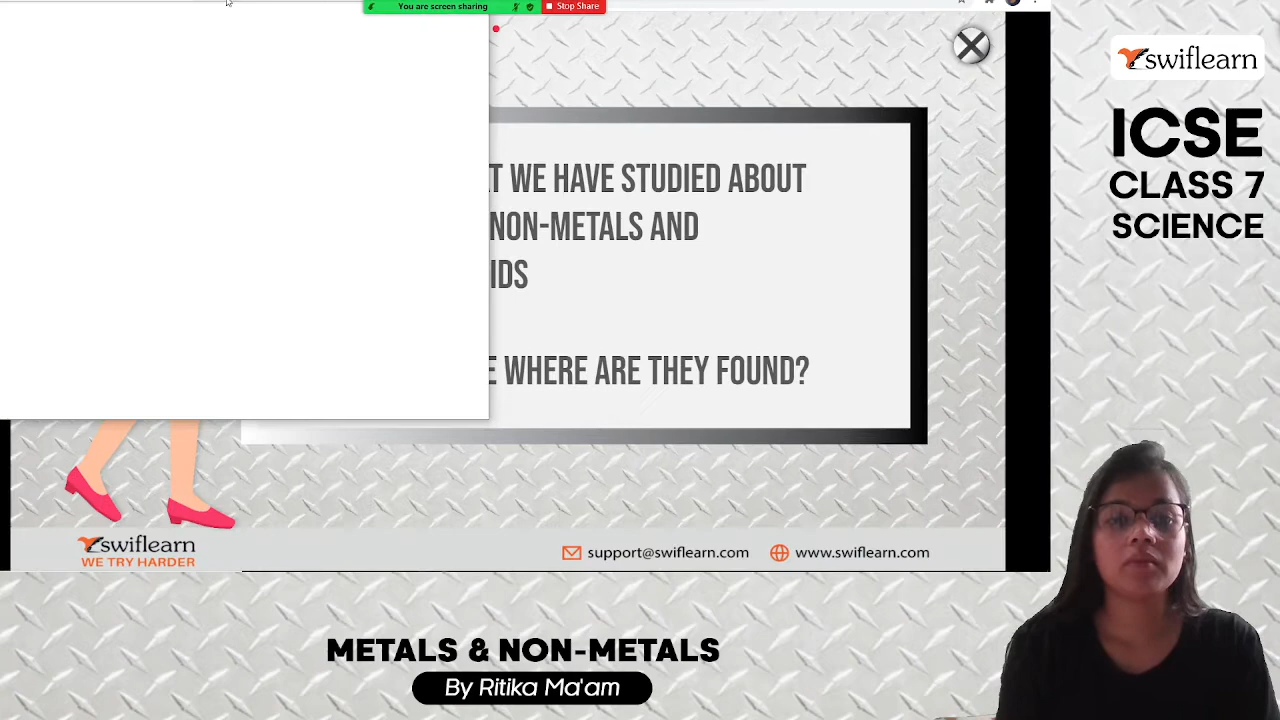 You are screen sharing
Stop Share
swiflearn
ICSE
CLASS 7
SCIENCE
WE HAVE STUDIED ABOUT
NON-METALS AND
IDS
WHERE ARE THEY FOUND?
swiflearn
WE TRY HARDER
support@swiflearn.com
www.swiflearn.com
METALS & NON-METALS
By Ritika Ma'am